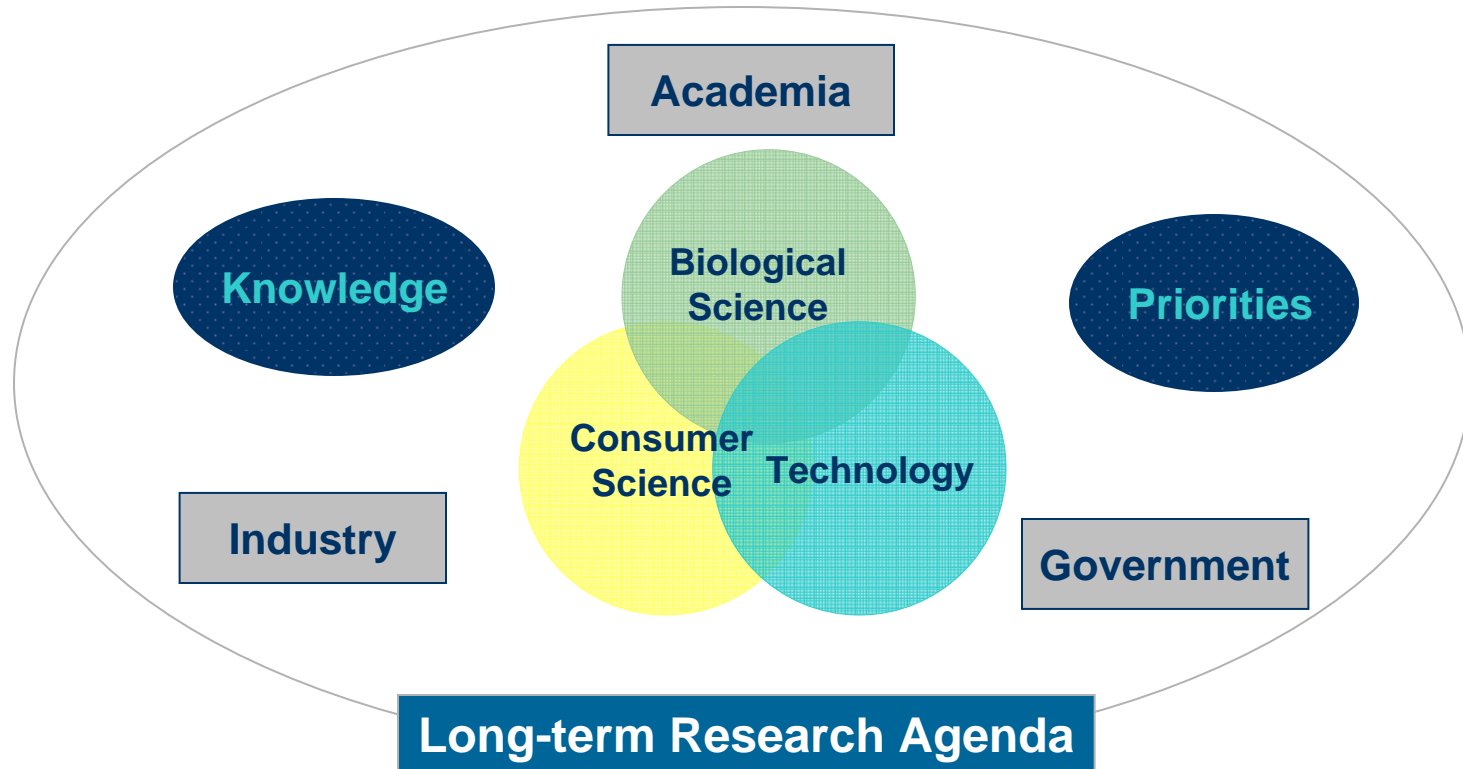 Academia
Biological
Science
Knowledge
Priorities
Consumer
Science
Technology
Industry
Government
Long-term Research Agenda